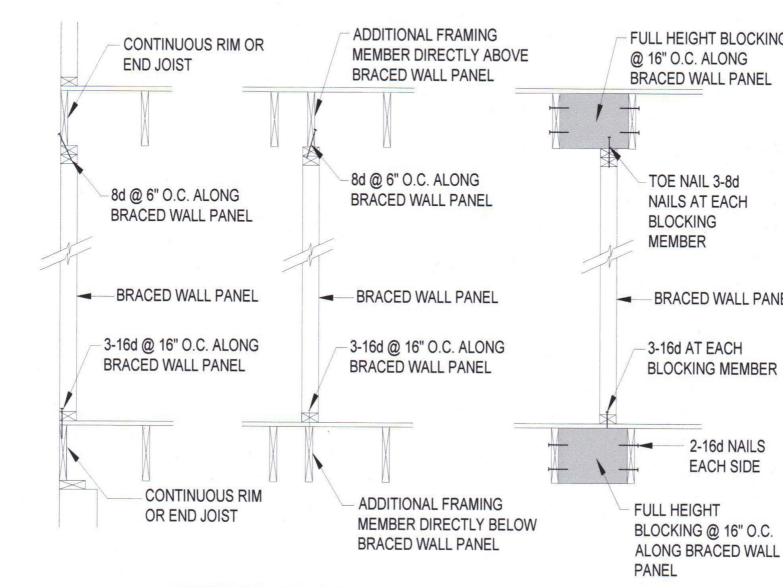 CONTINUOUS RIM OR
END JOIST
8d @ 6" O.C. ALONG
BRACED WALL PANEL
BRACED WALL PANEL
3-16d @ 16" O.C. ALONG
BRACED WALL PANEL
CONTINUOUS RIM
OR END JOIST
ADDITIONAL FRAMING
MEMBER DIRECTLY ABOVE
BRACED WALL PANEL
8d @ 6" O.C. ALONG
BRACED WALL PANEL
BRACED WALL PANEL
3-16d @ 16" O.C. ALONG
BRACED WALL PANEL
ADDITIONAL FRAMING
MEMBER DIRECTLY BELOW
BRACED WALL PANEL
FULL HEIGHT BLOCKING
@ 16" O.C. ALONG
BRACED WALL PANEL
TOE NAIL 3-8d
NAILS AT EACH
BLOCKING
MEMBER
BRACED WALL PANE
3-16d AT EACH
BLOCKING MEMBER
2-16d NAILS
EACH SIDE
FULL HEIGHT
BLOCKING @ 16" O.C.
ALONG BRACED WALL
PANEL